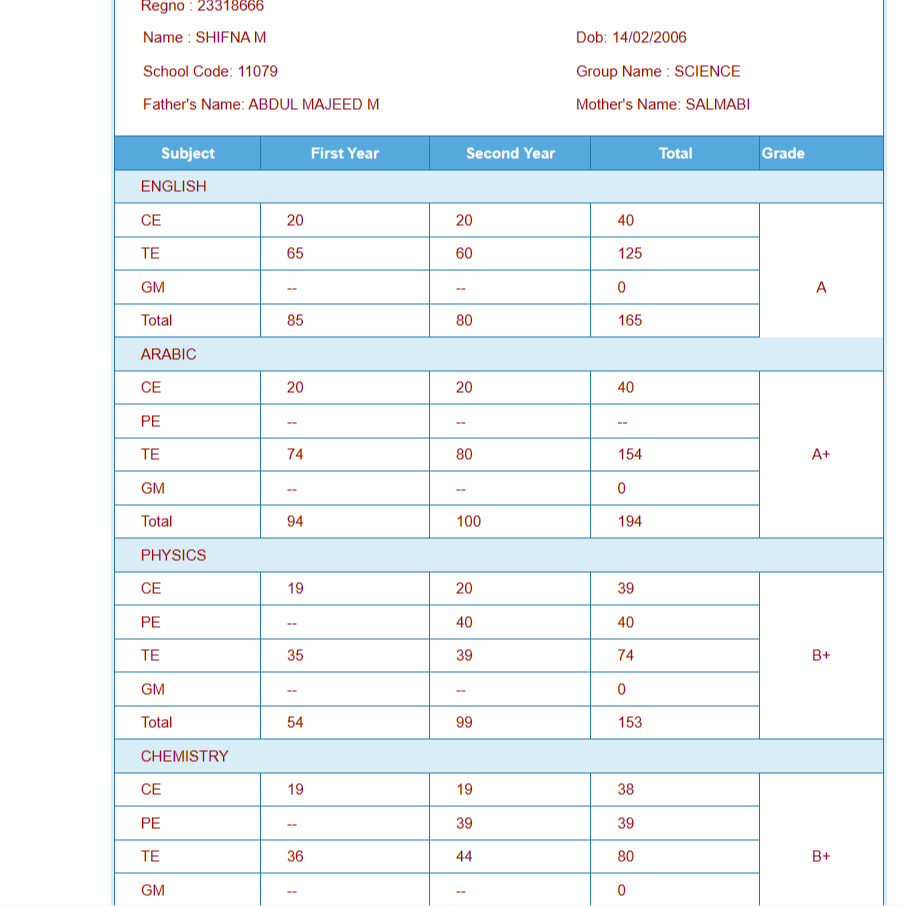 Regno : 23318666
Name : SHIFNA M Dob: 14/02/2006
School Code: 11079 Group Name : SCIENCE
Father's Name: ABDUL MAJEED M Mother's Name: SALMABI
Subject First Year Second Year Total Grade
ENGLISH
CE 20 20 40
TE 65 60 125
GM -- -- 0 A
Total 85 80 165
ARABIC
CE 20 20 40
PE -- -- --
TE 74 80 154 A+
GM -- -- 0
Total 94 100 194
PHYSICS
CE 19 20 39
PE -- 40 40
TE 35 39 74 B+
GM -- -- 0
Total 54 99 153
CHEMISTRY
CE 19 19 38
PE -- 39 39
TE 36 44 80 B+
GM -- -- 0